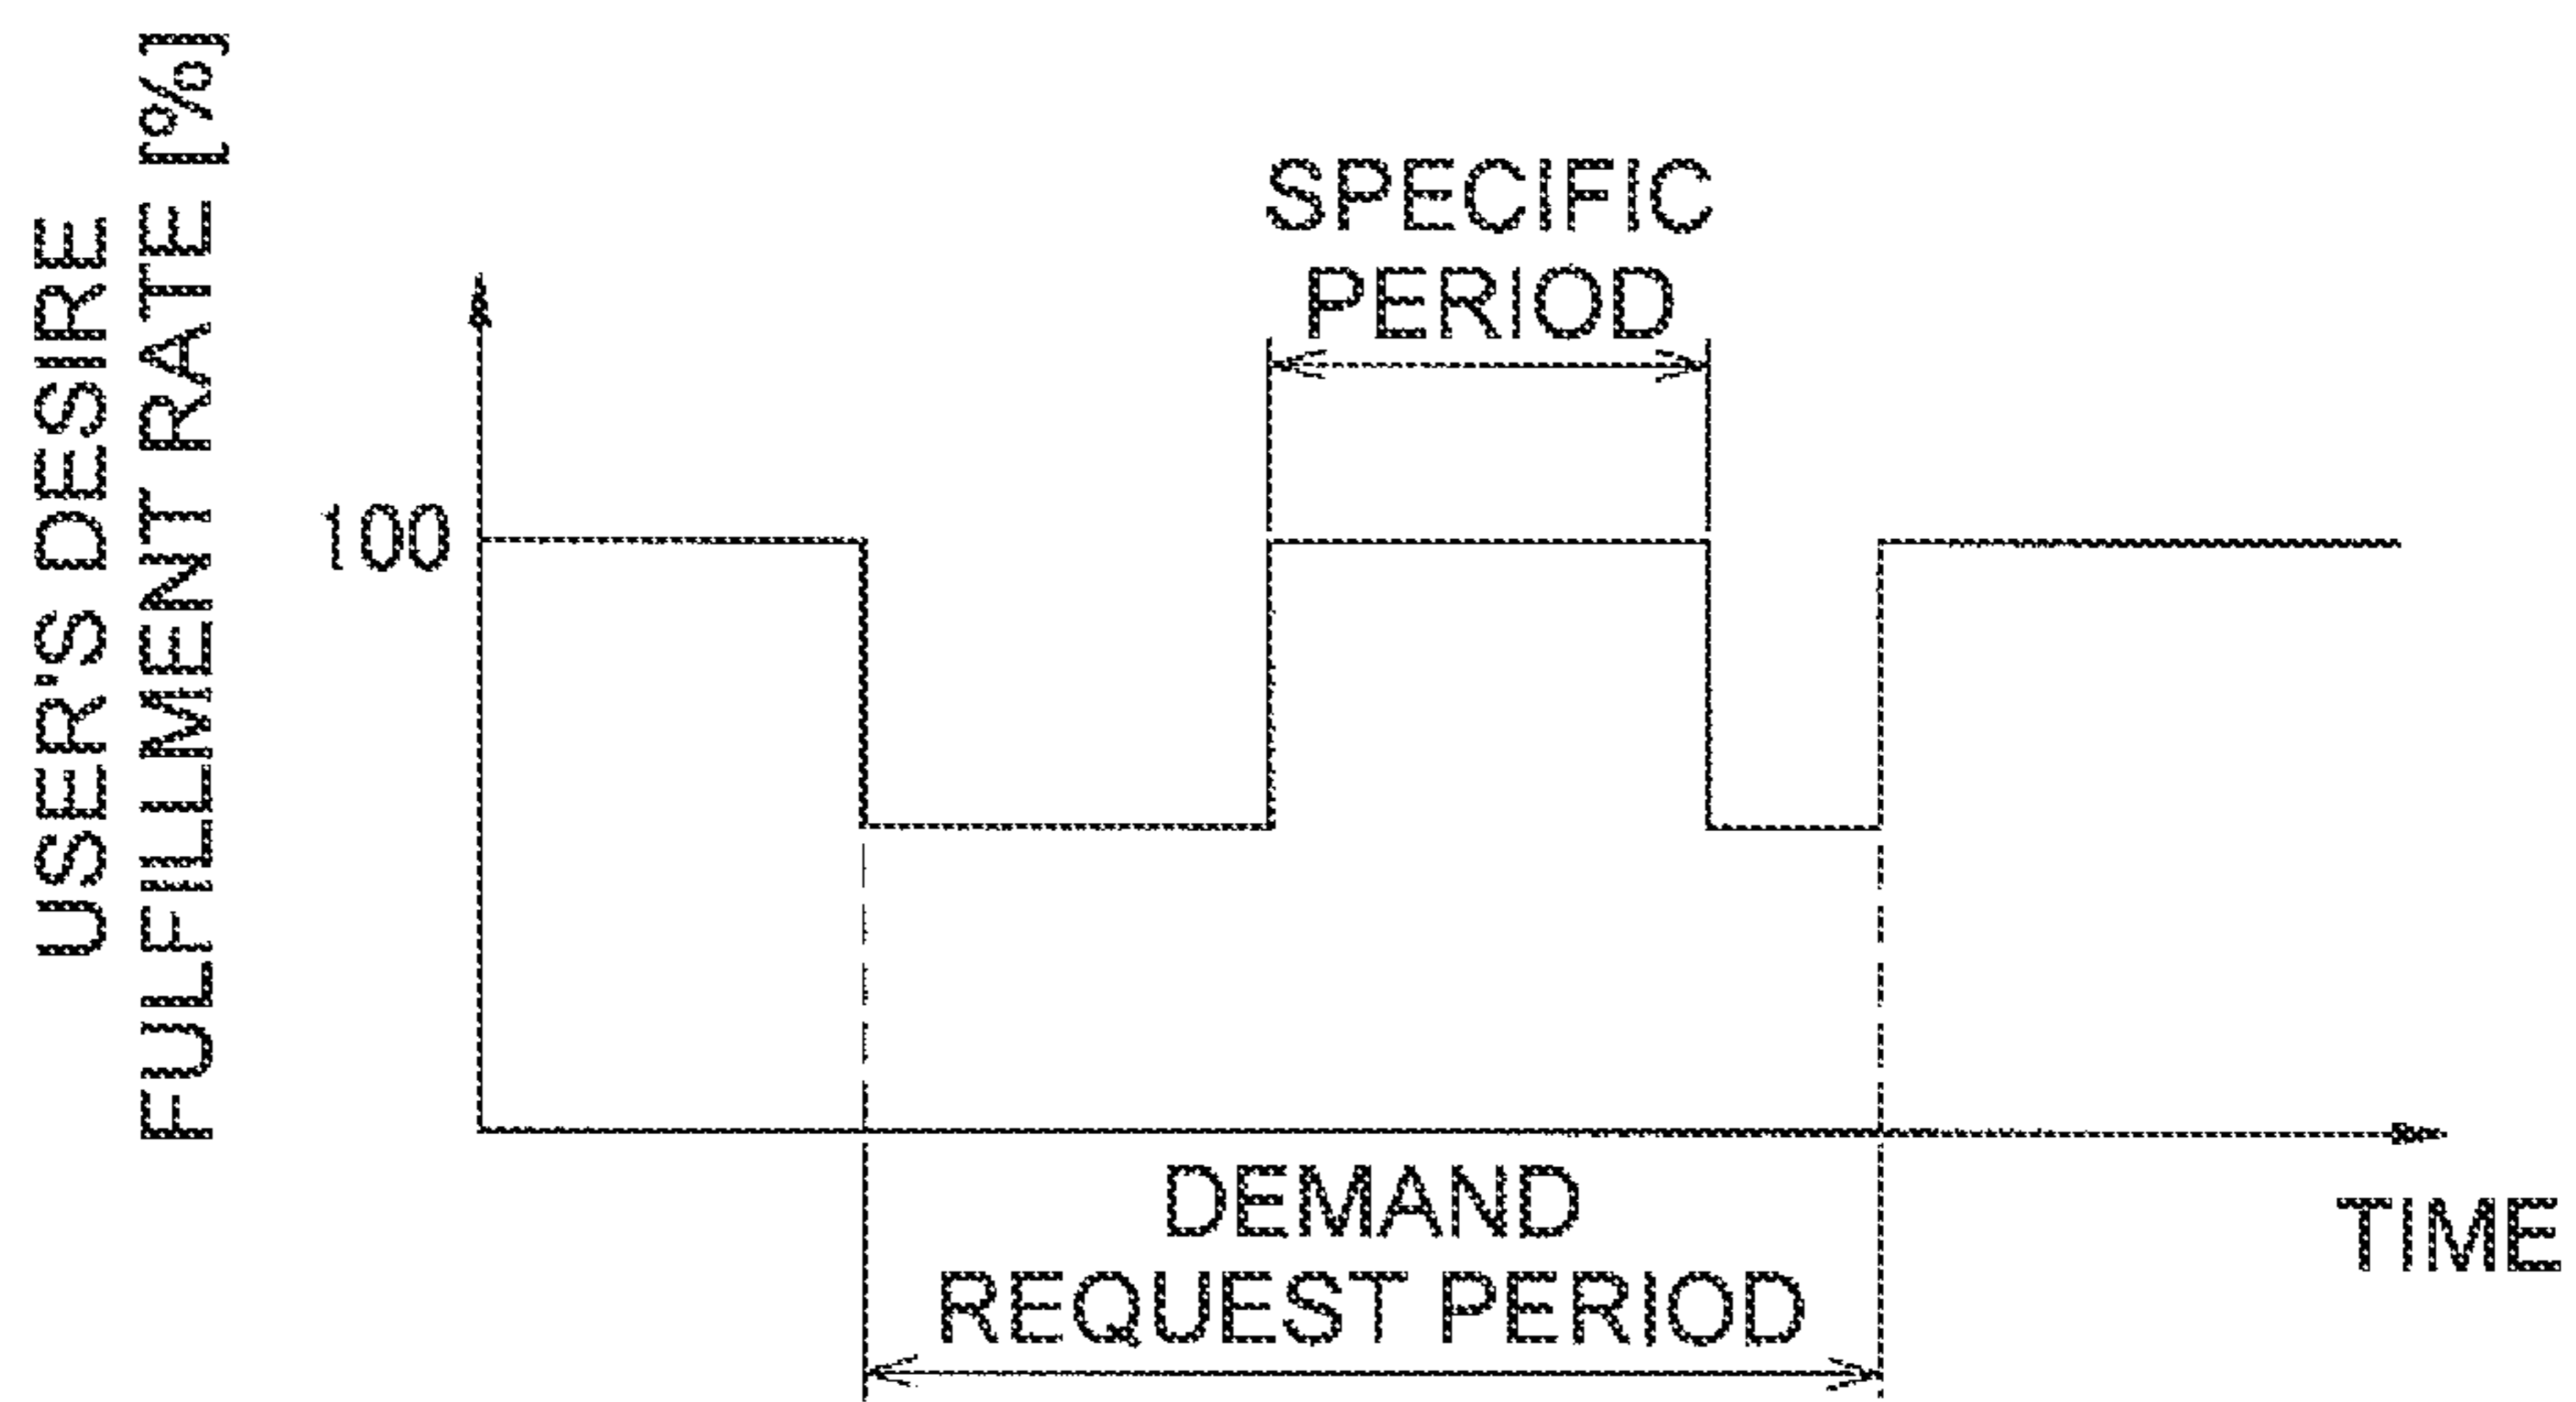 USER'S DESIRE
FULFILLMENT RATE [%]
SPECIFIC
PERIOD
100
DEMAND
REQUEST PERIOD
TIME